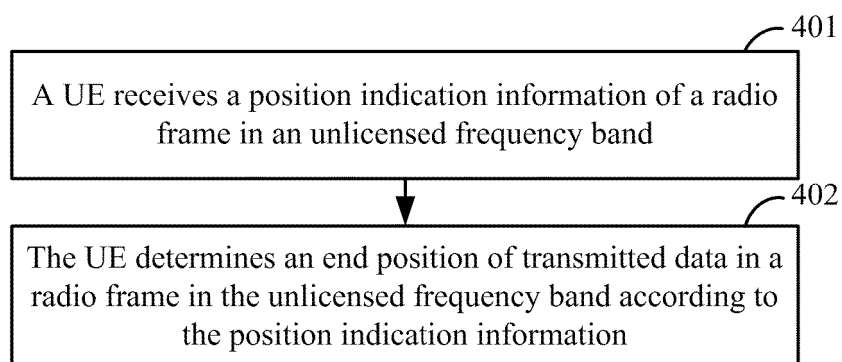 401
A UE receives a position indication information of a radio
frame in an unlicensed frequency band
402
The UE determines an end position of transmitted data in a
radio frame in the unlicensed frequency band according to
the position indication information